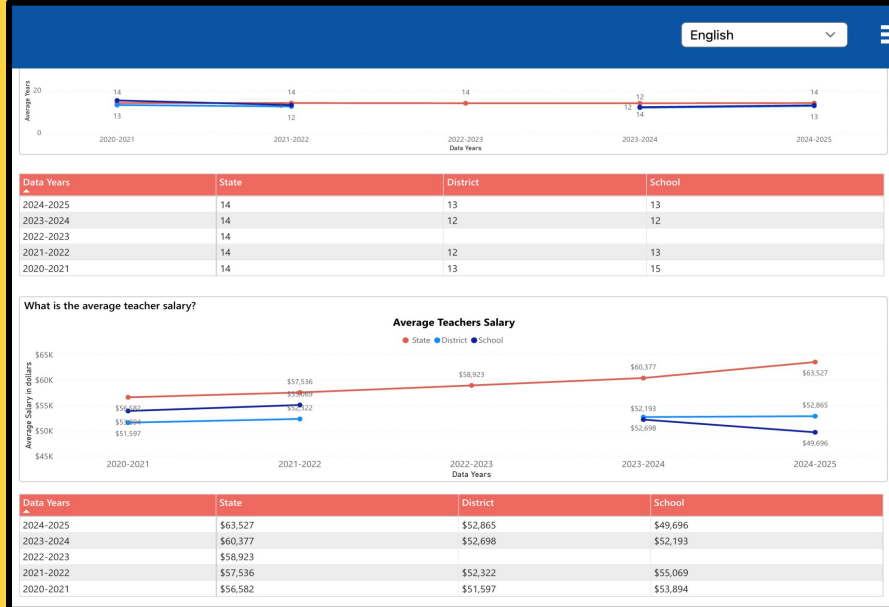 English
Average Years
20
0
14 14 14 12 14
12
13 12 14 13
2020-2021 2021-2022 2022-2023 2023-2024 2024-2025
Data Years
Data Years State District School
2024-2025 14 13 13
2023-2024 14 12 12
2022-2023 14
2021-2022 14 12 13
2020-2021 14 13 15
What is the average teacher salary?
Average Teachers Salary
State District School
Average Salary in dollars
$65K
$60K
$55K
$50K
$45K
$56,582 $57,536 $58,923 $60,377 $63,527
$53,894 $55,069 $52,193 $52,865
$51,597 $52,322 $52,698 $49,696
2020-2021 2021-2022 2022-2023 2023-2024 2024-2025
Data Years
Data Years State District School
2024-2025 $63,527 $52,865 $49,696
2023-2024 $60,377 $52,698 $52,193
2022-2023 $58,923
2021-2022 $57,536 $52,322 $55,069
2020-2021 $56,582 $51,597 $53,894